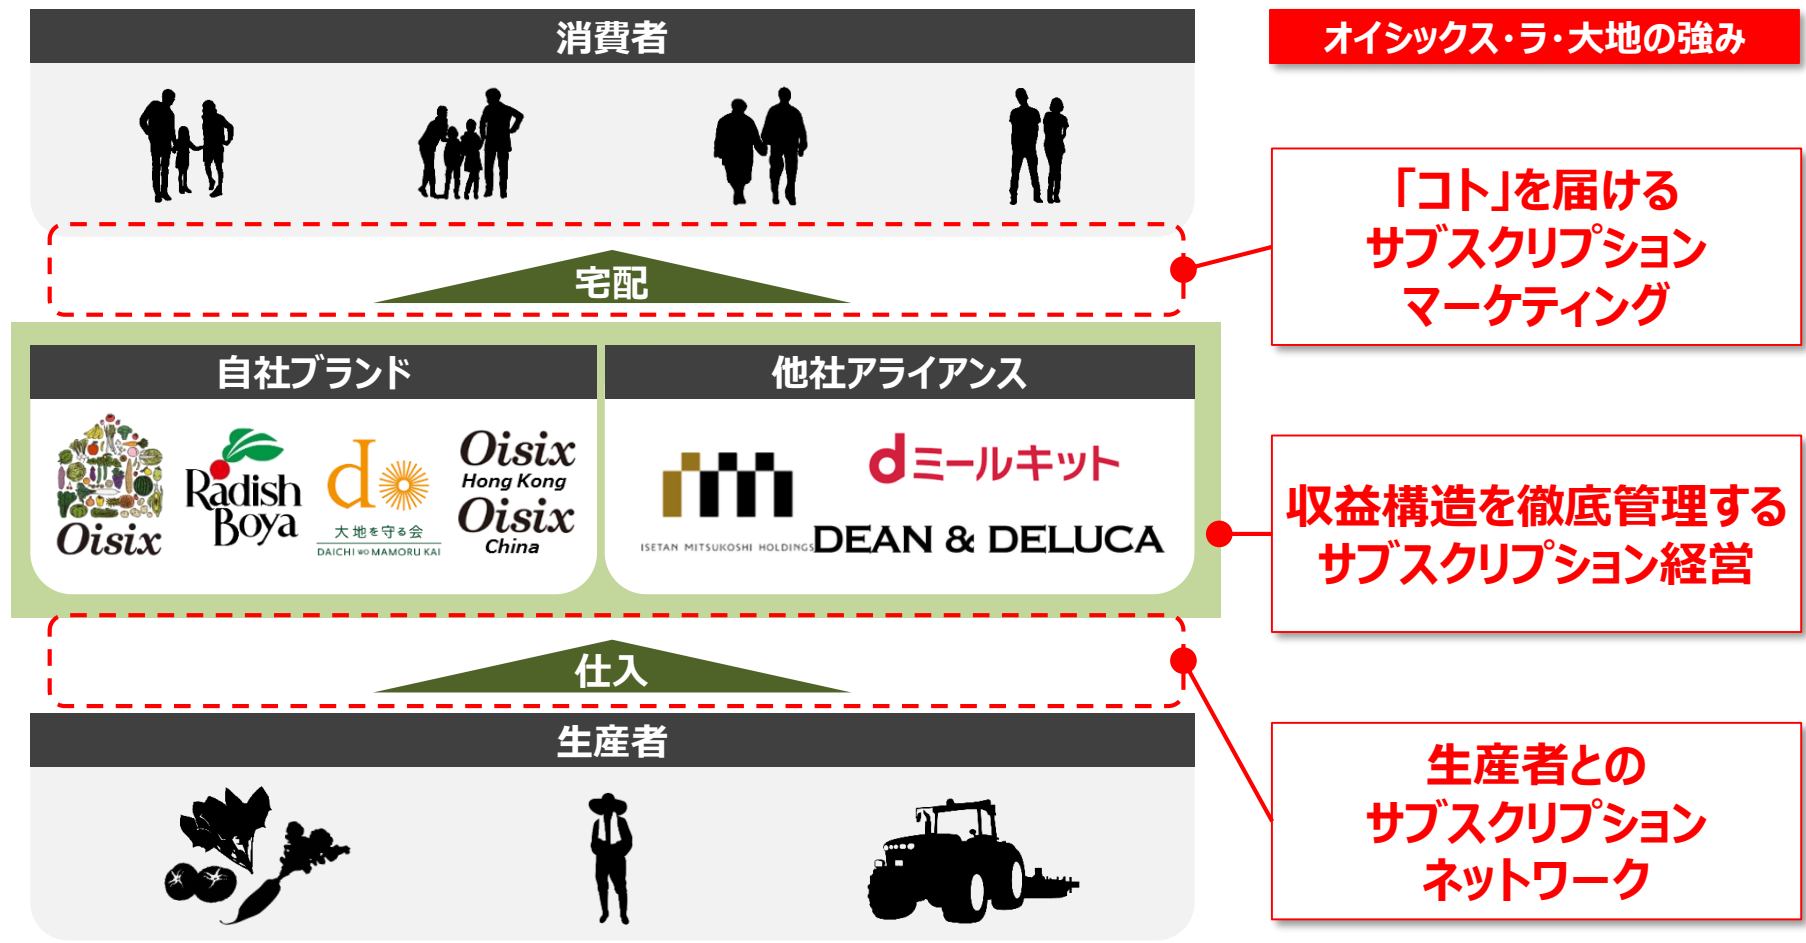 消費者
宅配
自社ブランド
Oisix
Radish
Boya
d
大地を守る会
DAICHI WO MAMORU KAI
Oisix
Hong Kong
Oisix
China
他社アライアンス
ISETAN MITSUKOSHI HOLDINGS
dミールキット
DEAN & DELUCA
仕入
生産者
オイシックス・ラ・大地の強み
「コト」を届ける
サブスクリプション
マーケティング
収益構造を徹底管理する
サブスクリプション経営
生産者との
サブスクリプション
ネットワーク